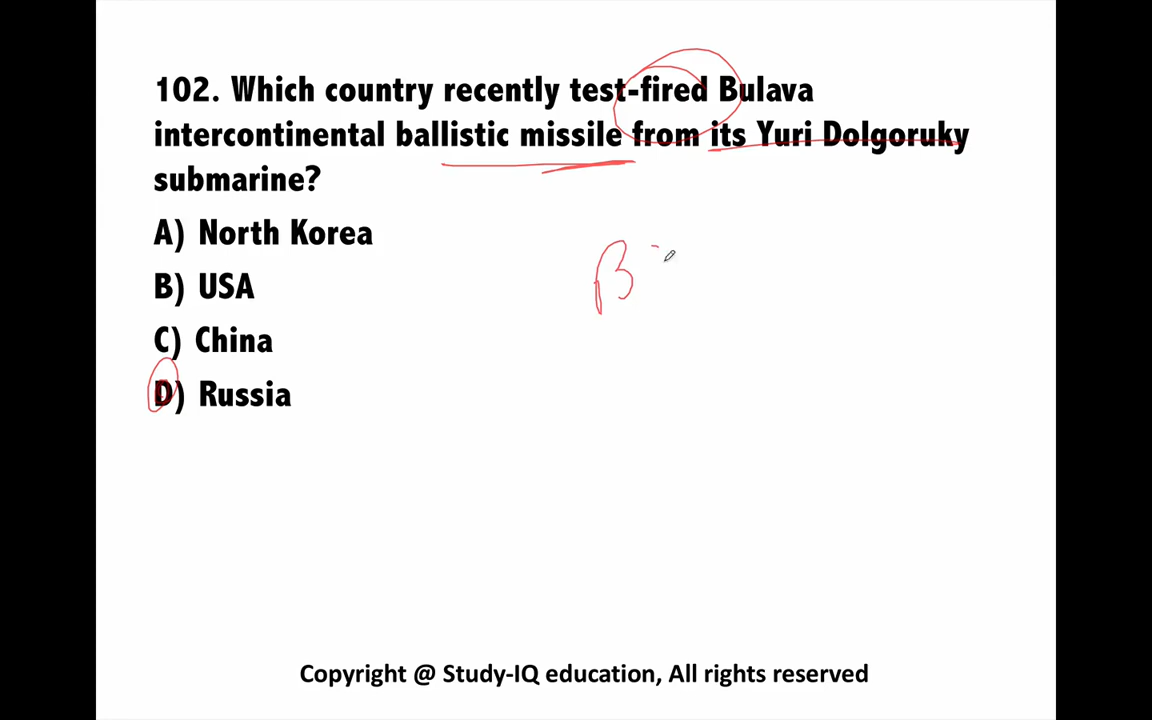 102. Which country recently test-fired Bulava
intercontinental ballistic missile from its Yuri Dolgoruky
submarine?
A) North Korea
B) USA
C) China
D) Russia
B
Copyright @ Study-IQ education, All rights reserved